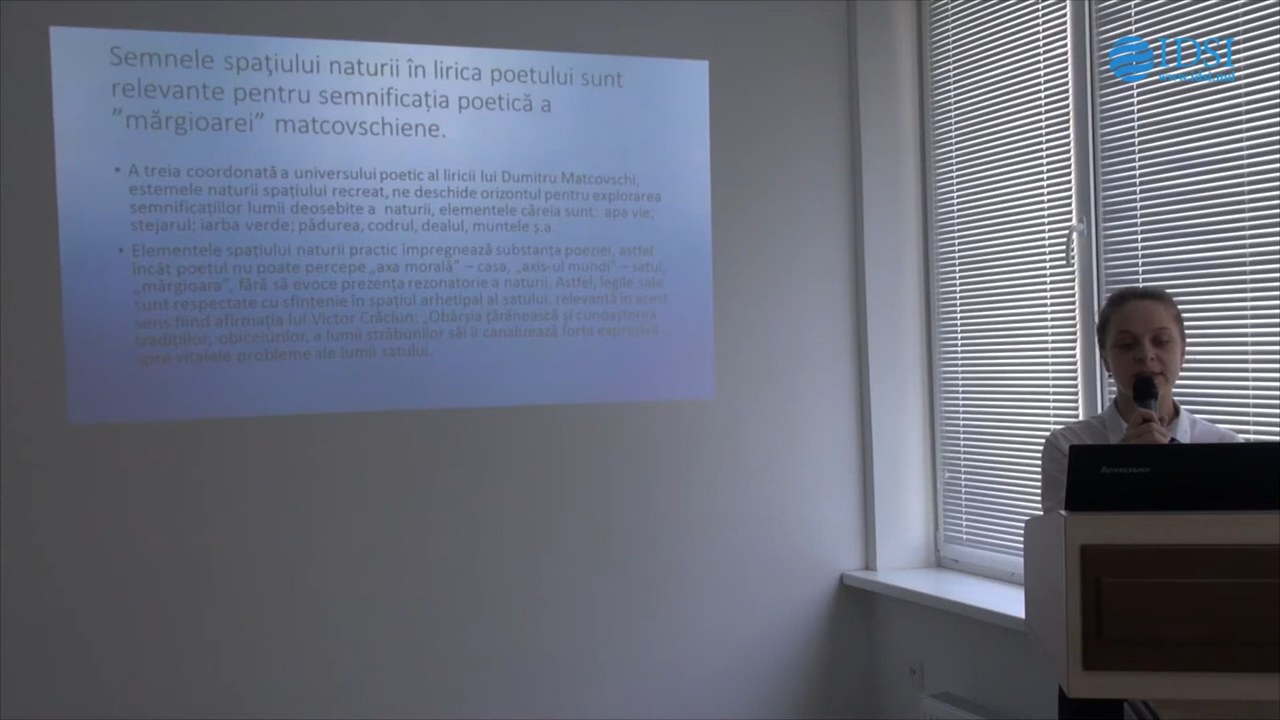 Semnele spaţiului naturii în lirica poetului sunt
relevante pentru semnificația poetică a
”mărgioarei” matcovschiene.
• A treia coordonată a universului poetic al liricii lui Dumitru Matcovschi,
estemele naturii spațiului recreat, ne deschide orizontul pentru explorarea
semnificațiilor lumii deosebite a naturii, elementele căreia sunt: apa vie;
stejarul; iarba verde; pădurea, codrul, dealul, muntele ș.a.
• Elementele spațiului naturii practic impregnează substanța poeziei, astfel
încât poetul nu poate percepe „axa morală” – casa, „axis-ul mundi” – satul,
„mărgioara”, fără să evoce prezența rezonatorie a naturii. Astfel, legile sale
sunt respectate cu sfințenie în spațiul arhetipal al satului, relevantă în acest
sens fiind afirmația lui Victor Crăciun: „Obârșia țărănească și cunoașterea
tradițiilor, obiceiurilor, a lumii străbunilor săi îi canalizează forța expresivă
spre vitalele probleme ale lumii satului.
IDSI
www.idsi.md
lenovo